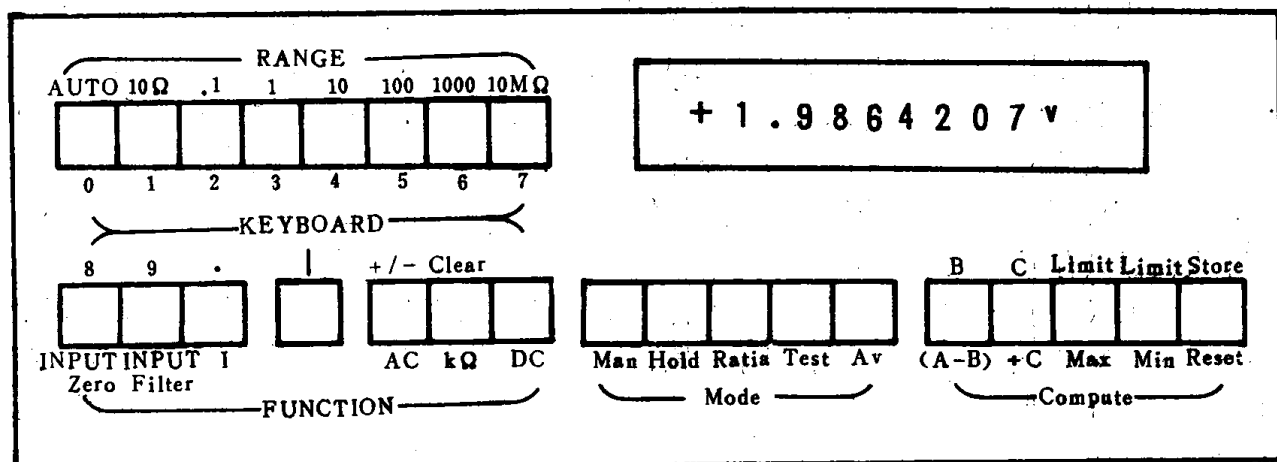 RANGE
AUTO 10Ω .1 1 10 100 1000 10MΩ
+1.9864207 v
0 1 2 3 4 5 6 7
KEYBOARD
8 9 . | +/- Clear B C Limit Limit Store
INPUT INPUT I AC kΩ DC Man Hold Ratia Test Av (A-B) +C Max Min Reset
Zero Filter
FUNCTION Mode Compute